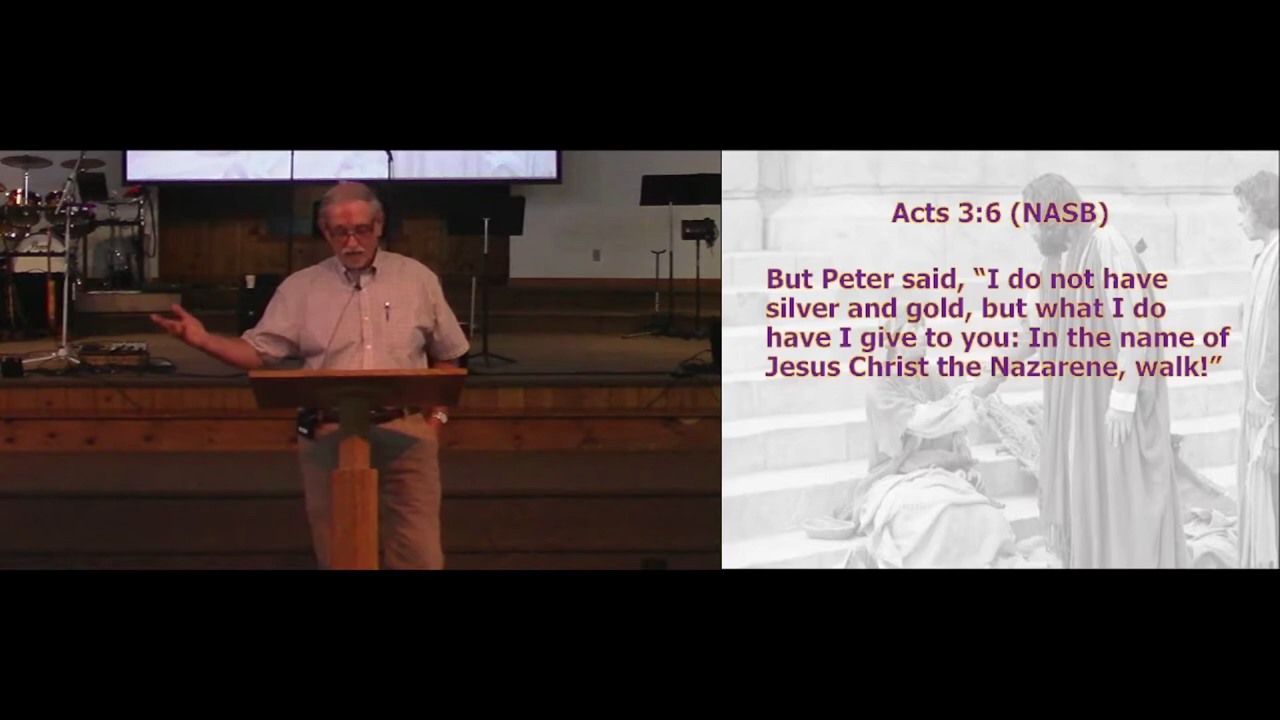 Acts 3:6 (NASB)
But Peter said, “I do not have
silver and gold, but what I do
have I give to you: In the name of
Jesus Christ the Nazarene, walk!”